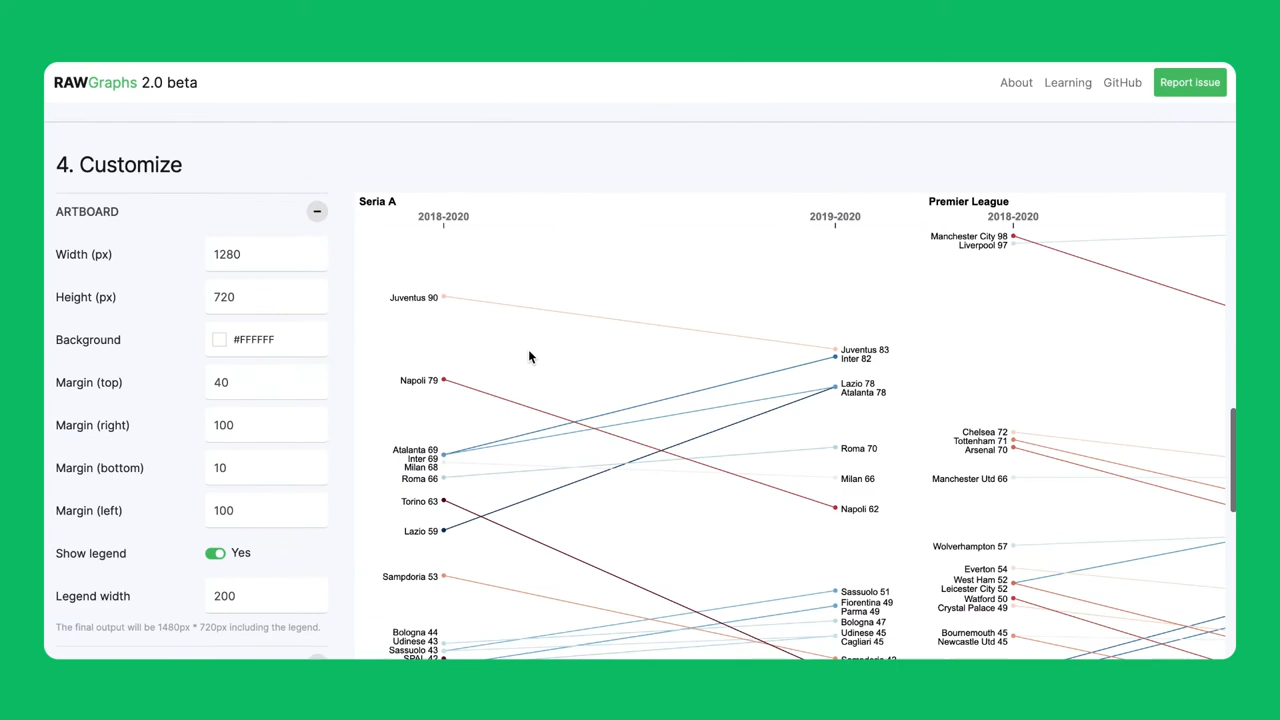 RAWGraphs 2.0 beta
About Learning GitHub Report issue
4. Customize
ARTBOARD
Width (px) 1280
Height (px) 720
Background #FFFFFF
Margin (top) 40
Margin (right) 100
Margin (bottom) 10
Margin (left) 100
Show legend Yes
Legend width 200
The final output will be 1480px * 720px including the legend.
Seria A
2018-2020
2019-2020
Juventus 90
Napoli 79
Atalanta 69
Inter 69
Milan 68
Roma 66
Torino 63
Lazio 59
Sampdoria 53
Bologna 44
Udinese 43
Sassuolo 43
SPAL 42
Juventus 83
Inter 82
Lazio 78
Atalanta 78
Roma 70
Milan 66
Napoli 62
Sassuolo 51
Fiorentina 49
Parma 49
Bologna 47
Udinese 45
Cagliari 45
Sampdoria 42
Premier League
2018-2020
Manchester City 98
Liverpool 97
Chelsea 72
Tottenham 71
Arsenal 70
Manchester Utd 66
Wolverhampton 57
Everton 54
West Ham 52
Leicester City 52
Watford 50
Crystal Palace 49
Bournemouth 45
Newcastle Utd 45